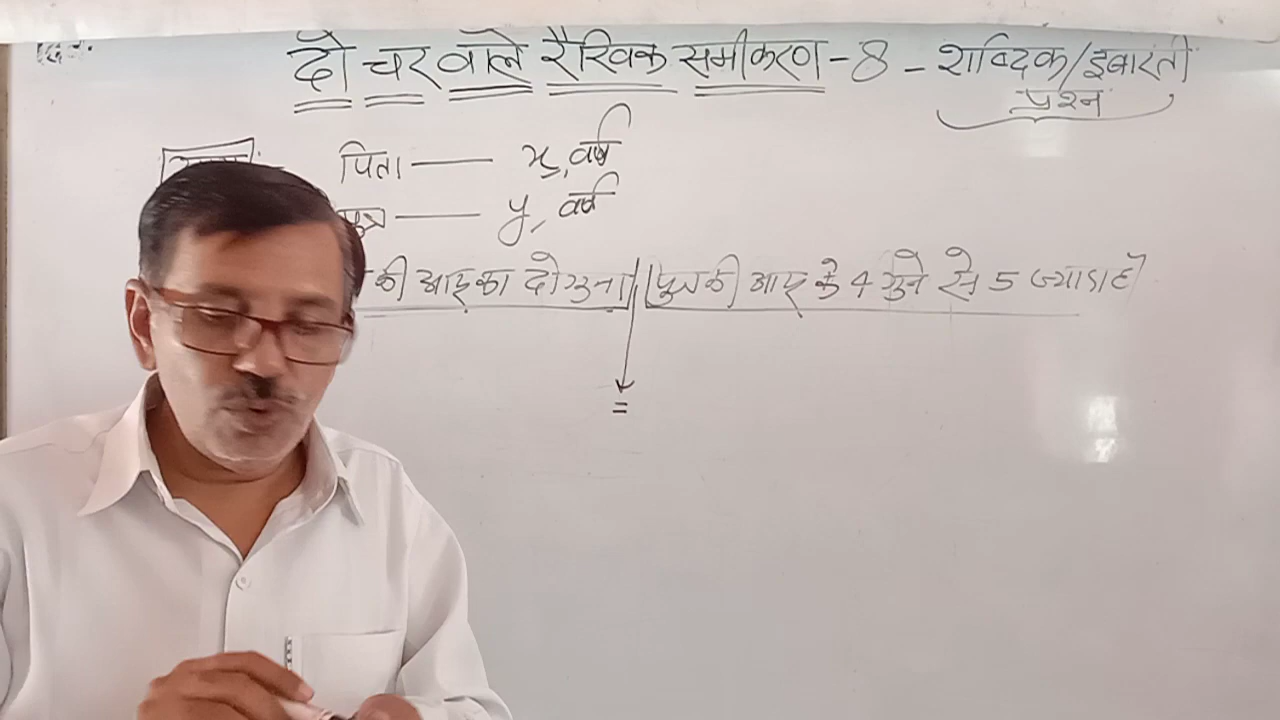 दो चर वाले रैखिक समीकरण - 8 - शाब्दिक/इबारती
प्रश्न
पिता —— x, वर्ष
पुत्र —— y, वर्ष
की आयु का दो गुना पुत्र की आयु के 4 गुने से 5 ज्यादा है
=